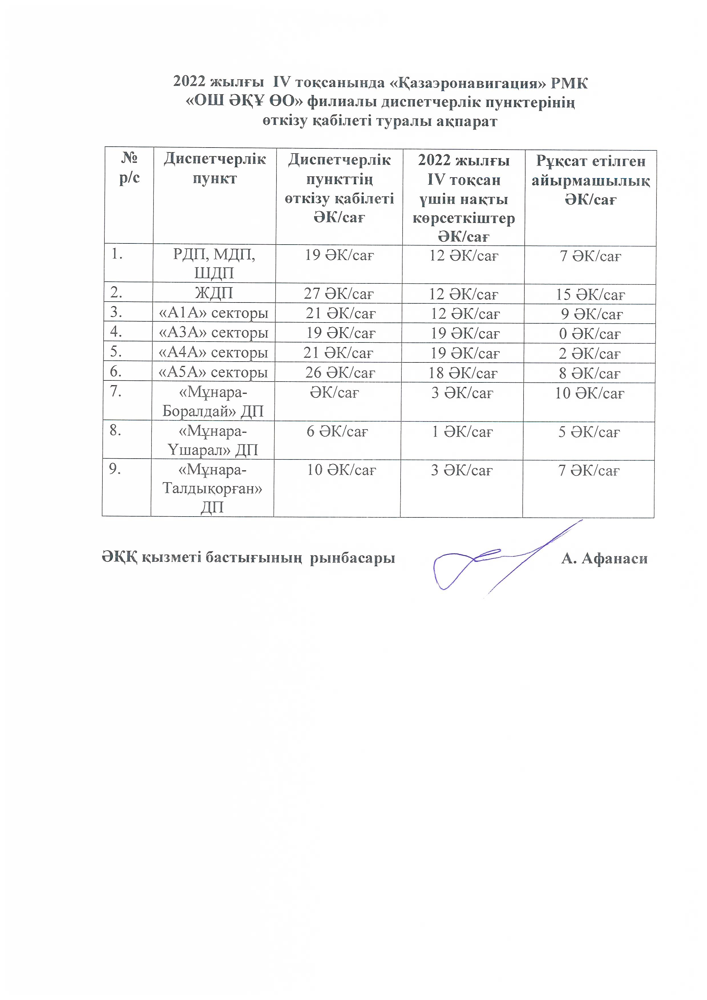 2022 жылғы IV тоқсанында «Қазаэронавигация» РМК
«ОШ ӘҚҰ ӨО» филиалы диспетчерлік пунктерінің
өткізу қабілеті туралы ақпарат
№ р/с | Диспетчерлік пункт | Диспетчерлік пункттің өткізу қабілеті ӘК/сағ | 2022 жылғы IV тоқсан үшін нақты көрсеткіштер ӘК/сағ | Рұқсат етілген айырмашылық ӘК/сағ
1. | РДП, МДП, ШДП | 19 ӘК/сағ | 12 ӘК/сағ | 7 ӘК/сағ
2. | ЖДП | 27 ӘК/сағ | 12 ӘК/сағ | 15 ӘК/сағ
3. | «А1А» секторы | 21 ӘК/сағ | 12 ӘК/сағ | 9 ӘК/сағ
4. | «А3А» секторы | 19 ӘК/сағ | 19 ӘК/сағ | 0 ӘК/сағ
5. | «А4А» секторы | 21 ӘК/сағ | 19 ӘК/сағ | 2 ӘК/сағ
6. | «А5А» секторы | 26 ӘК/сағ | 18 ӘК/сағ | 8 ӘК/сағ
7. | «Мұнара-Боралдай» ДП | ӘК/сағ | 3 ӘК/сағ | 10 ӘК/сағ
8. | «Мұнара-Үшарал» ДП | 6 ӘК/сағ | 1 ӘК/сағ | 5 ӘК/сағ
9. | «Мұнара-Талдықорған» ДП | 10 ӘК/сағ | 3 ӘК/сағ | 7 ӘК/сағ
ӘҚҚ қызметі бастығының рынбасары А. Афанаси